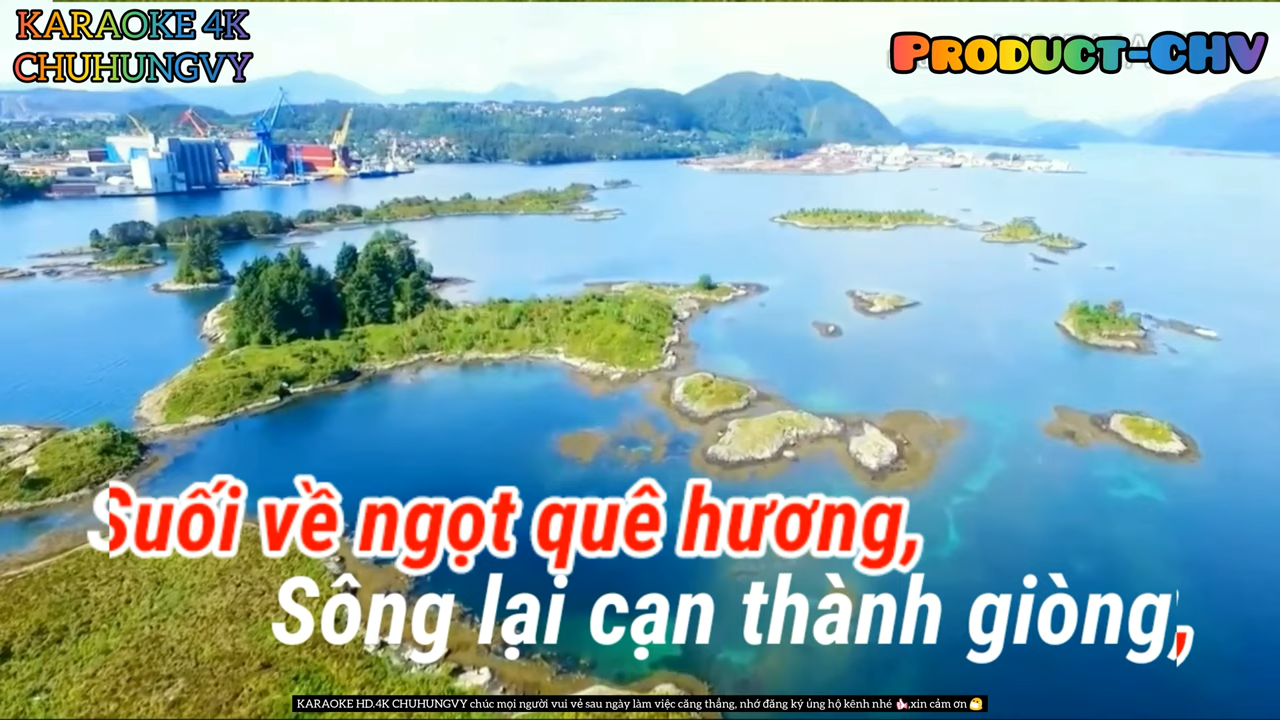 KARAOKE 4K
CHUHUNGVY
PRODUCT-CHV
Suối về ngọt quê hương,
Sông lại cạn thành giòng,
KARAOKE HD.4K CHUHUNGVY chúc mọi người vui vẻ sau ngày làm việc căng thẳng, nhớ đăng ký ủng hộ kênh nhé 👍,xin cảm ơn 😀